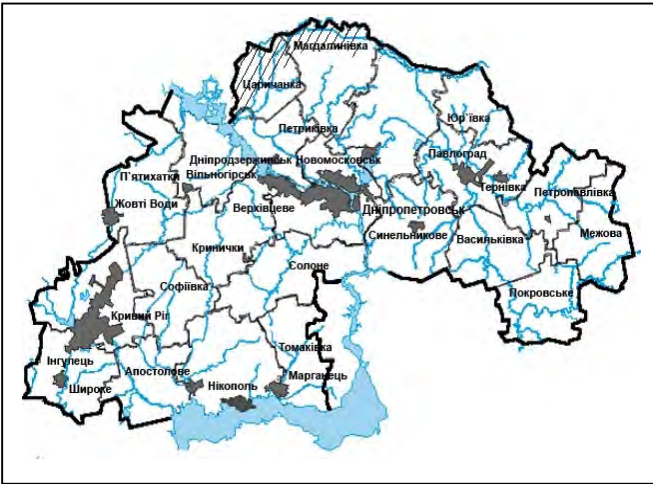 Магдалинівка
Царичанка
Петриківка
Юр'ївка
Дніпродзержинськ
Новомосковськ
Павлоград
П'ятихатки
Вільногірськ
Тернівка
Петропавлівка
Жовті Води
Верхівцеве
Дніпропетровськ
Синельникове
Васильківка
Межова
Кринички
Солоне
Софіївка
Покровське
Кривий Ріг
Томаківка
Інгулець
Апостолове
Широке
Нікополь
Марганець